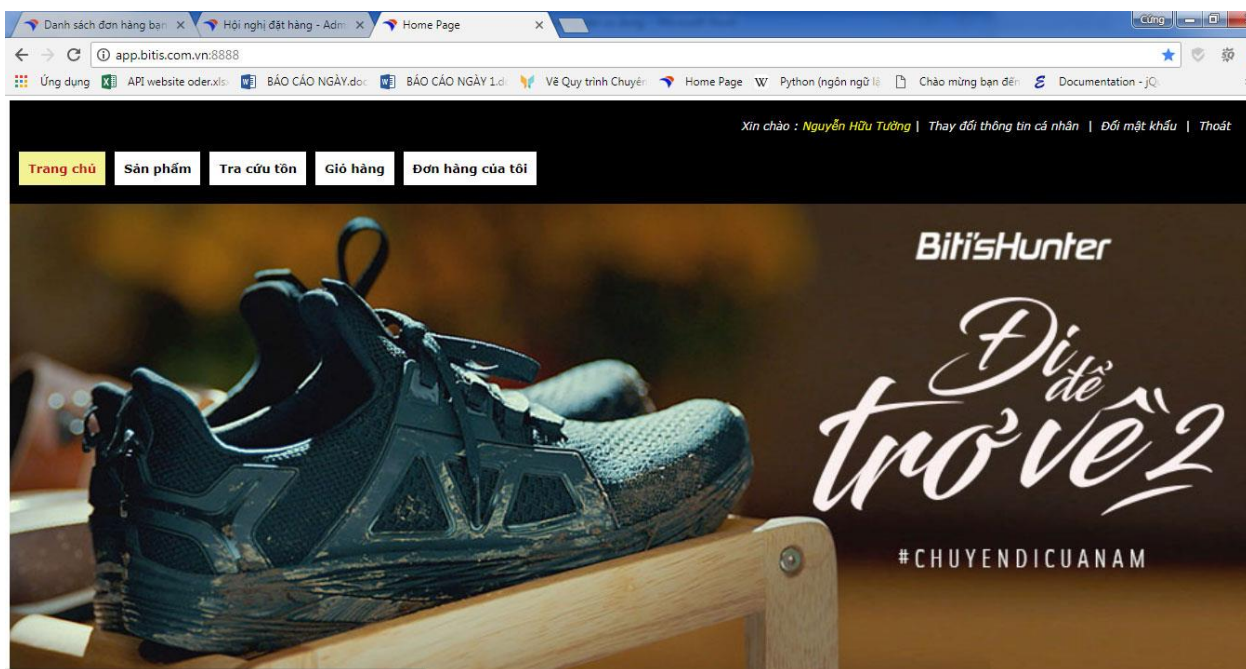 Cùng
Danh sách đơn hàng bạn
Hội nghị đặt hàng - Adm
Home Page
app.bitis.com.vn:8888
Ứng dụng API website oder.xls BÁO CÁO NGÀY.doc BÁO CÁO NGÀY 1.d Vẽ Quy trình Chuyên Home Page Python (ngôn ngữ lậ Chào mừng bạn đến Documentation - jQ
Xin chào : Nguyễn Hữu Tường | Thay đổi thông tin cá nhân | Đổi mật khẩu | Thoát
Trang chủ Sản phẩm Tra cứu tồn Giỏ hàng Đơn hàng của tôi
Biti'sHunter
Đi
để
trở về 2
#CHUYENDICUANAM